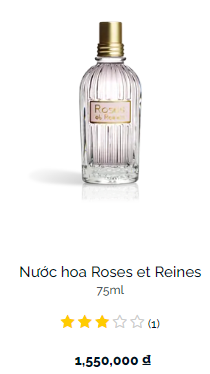 Roses
et Reines
Nước hoa Roses et Reines
75ml
(1)
1,550,000 ₫